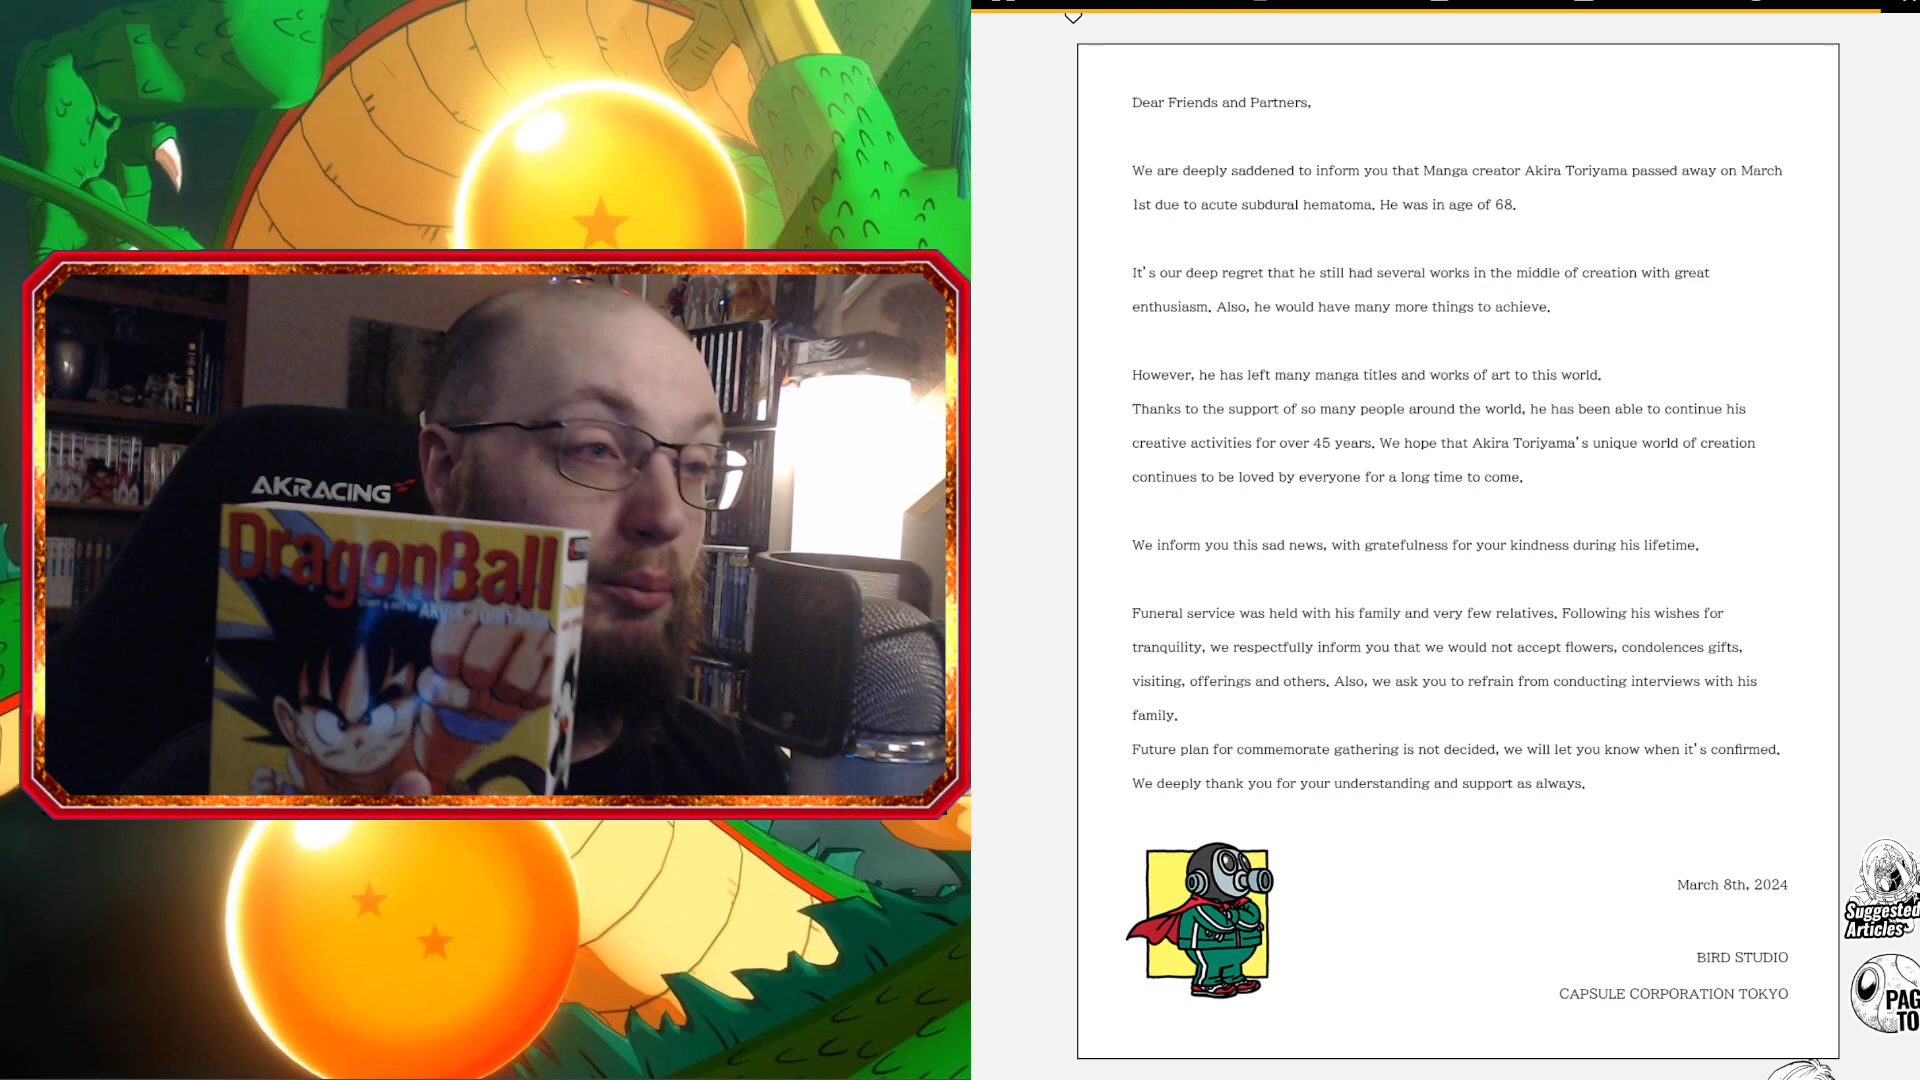 AKRACING
DragonBall
AKIRA TORIYAMA
Dear Friends and Partners,
We are deeply saddened to inform you that Manga creator Akira Toriyama passed away on March
1st due to acute subdural hematoma. He was in age of 68.
It's our deep regret that he still had several works in the middle of creation with great
enthusiasm. Also, he would have many more things to achieve.
However, he has left many manga titles and works of art to this world.
Thanks to the support of so many people around the world, he has been able to continue his
creative activities for over 45 years. We hope that Akira Toriyama's unique world of creation
continues to be loved by everyone for a long time to come.
We inform you this sad news, with gratefulness for your kindness during his lifetime.
Funeral service was held with his family and very few relatives. Following his wishes for
tranquility, we respectfully inform you that we would not accept flowers, condolences gifts,
visiting, offerings and others. Also, we ask you to refrain from conducting interviews with his
family.
Future plan for commemorate gathering is not decided, we will let you know when it's confirmed.
We deeply thank you for your understanding and support as always.
March 8th, 2024
BIRD STUDIO
CAPSULE CORPORATION TOKYO
Suggested
Articles
PAG
TO